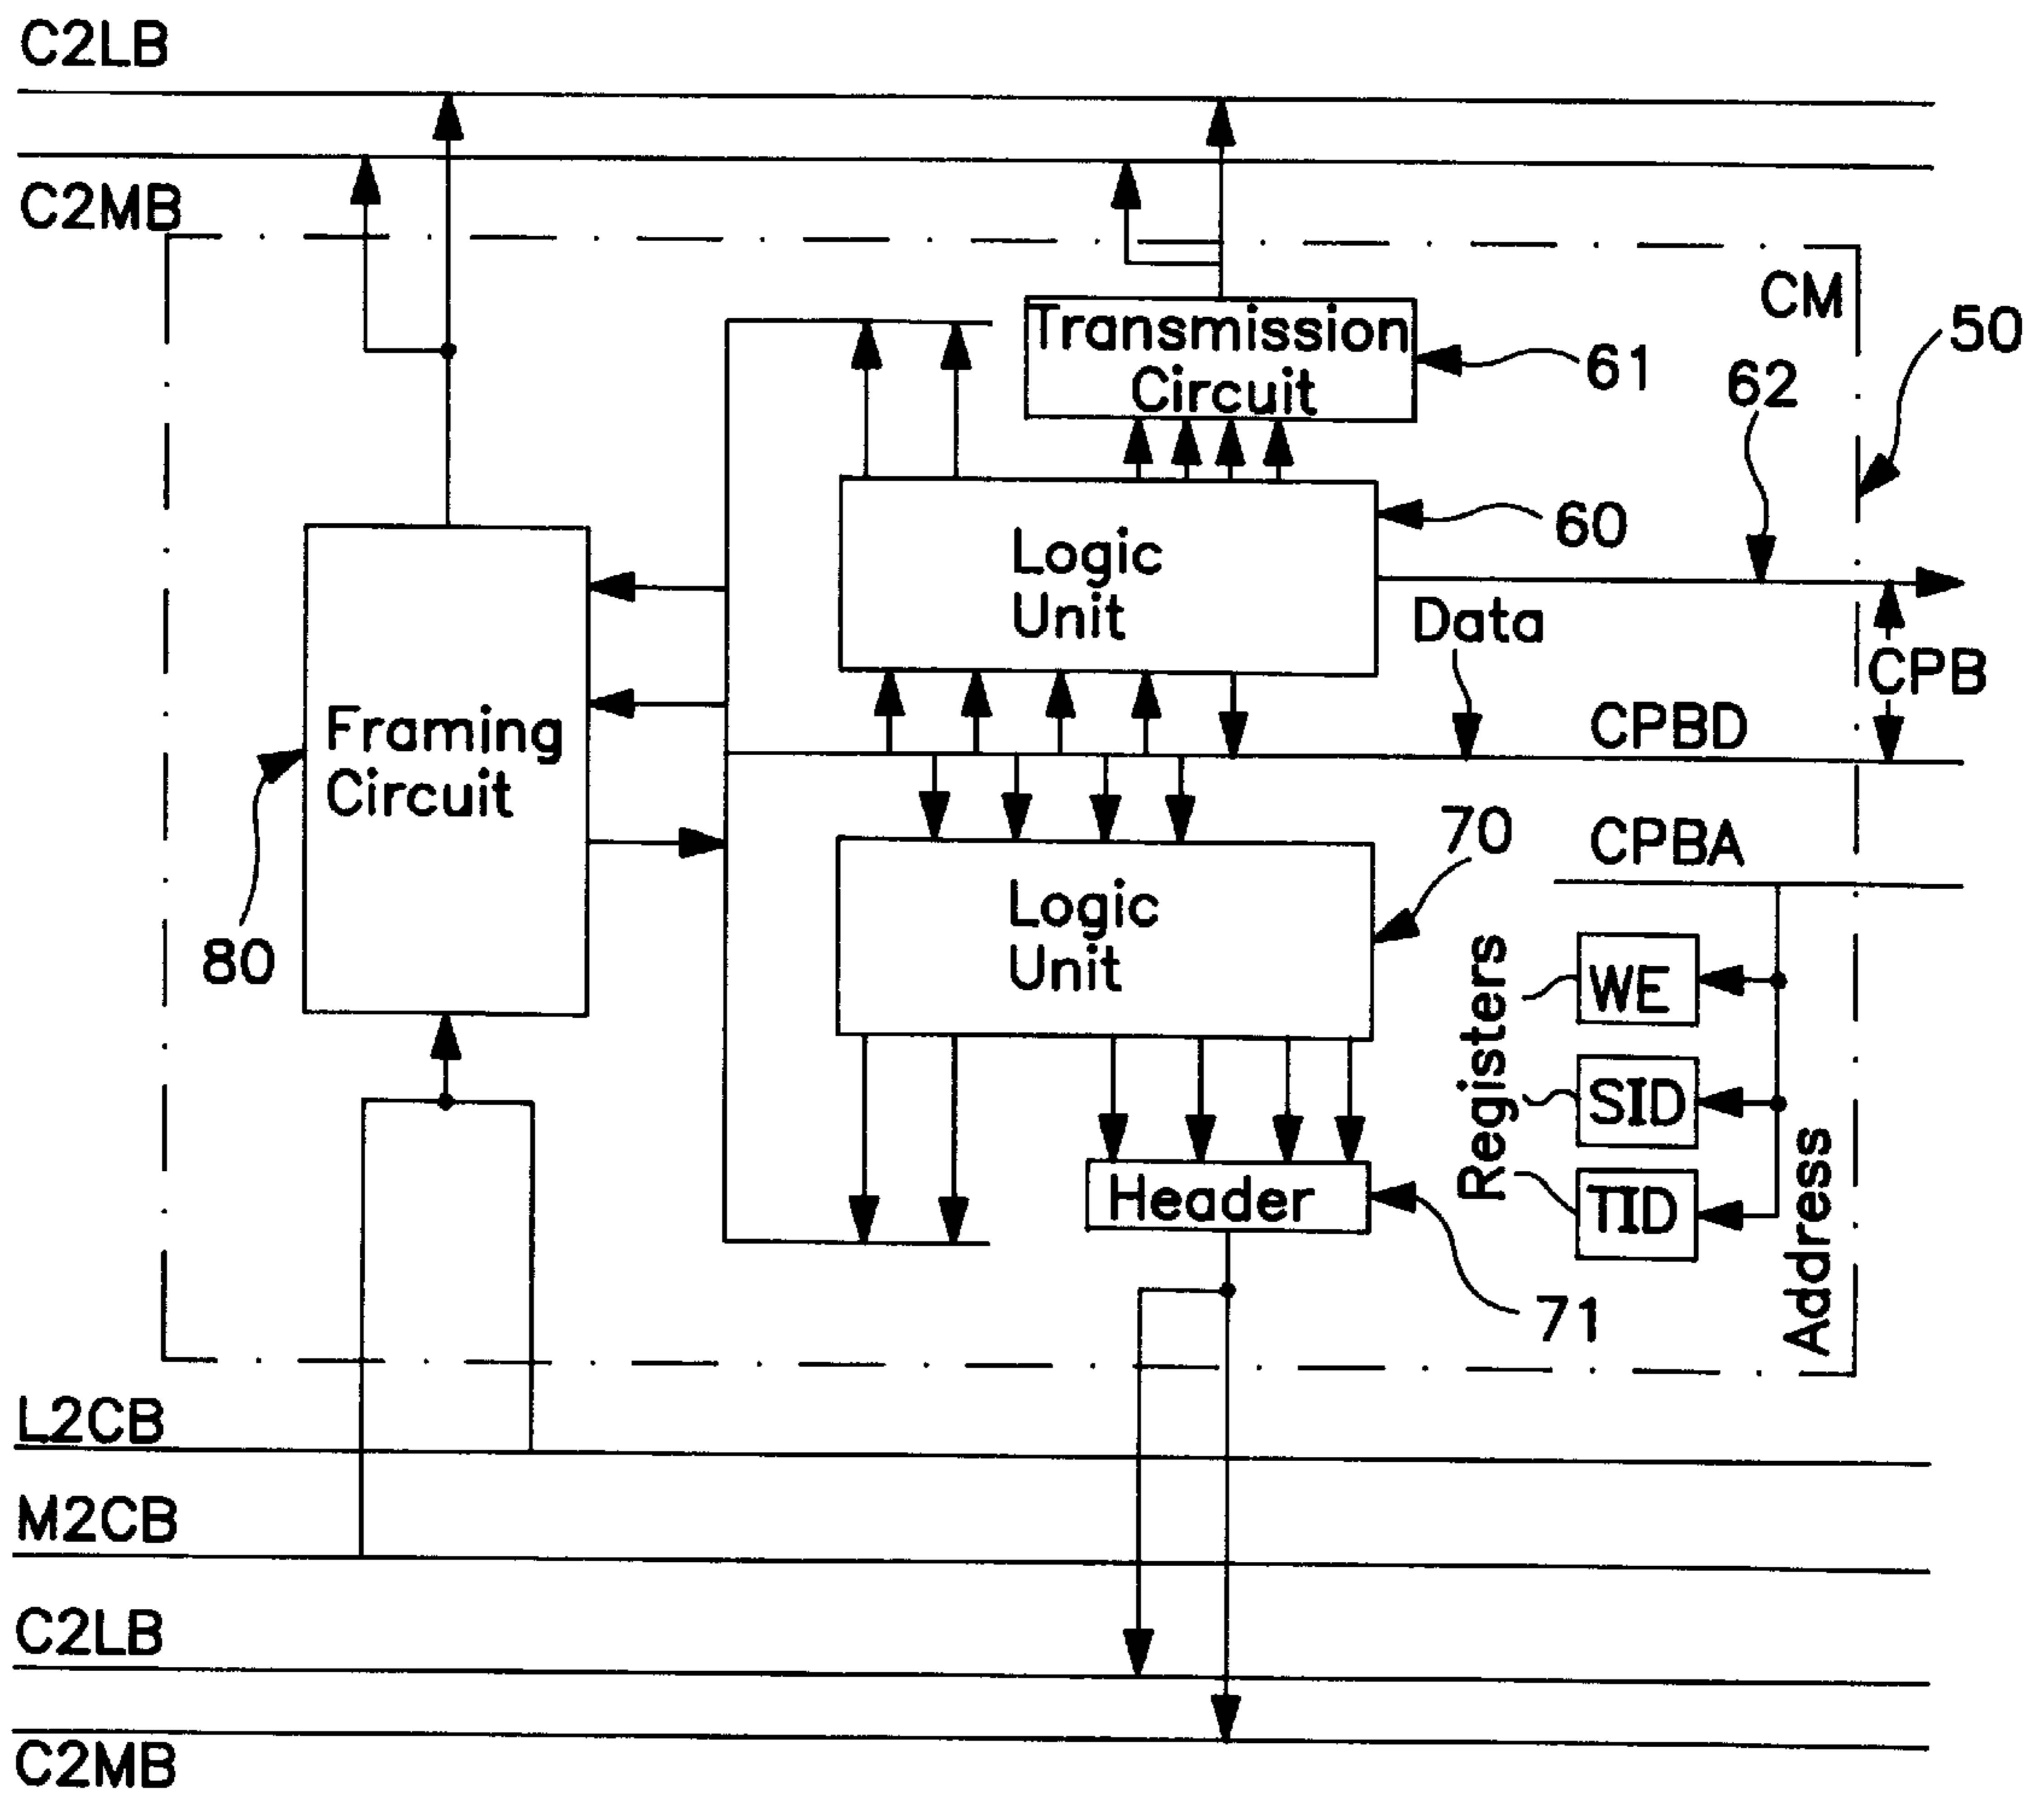 C2LB
C2MB
CM
50
Transmission
Circuit
61
62
Logic
Unit
60
Data
CPB
CPBD
Framing
Circuit
80
CPBA
70
Logic
Unit
Registers
WE
SID
TID
Address
Header
71
L2CB
M2CB
C2LB
C2MB